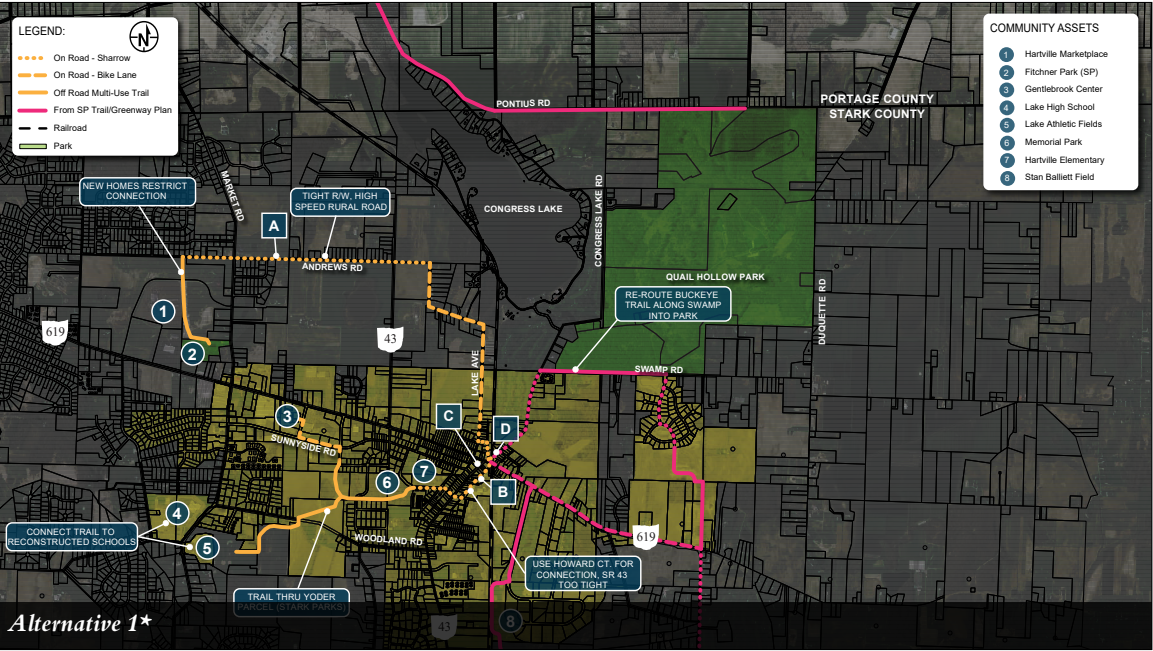 LEGEND:
N
On Road - Sharrow
On Road - Bike Lane
Off Road Multi-Use Trail
From SP Trail/Greenway Plan
Railroad
Park
COMMUNITY ASSETS
1 Hartville Marketplace
2 Fitchner Park (SP)
3 Gentlebrook Center
4 Lake High School
5 Lake Athletic Fields
6 Memorial Park
7 Hartville Elementary
8 Stan Balliett Field
PONTIUS RD
PORTAGE COUNTY
STARK COUNTY
NEW HOMES RESTRICT
CONNECTION
MARKET RD
TIGHT R/W, HIGH
SPEED RURAL ROAD
A
ANDREWS RD
CONGRESS LAKE
CONGRESS LAKE RD
QUAIL HOLLOW PARK
DUQUETTE RD
RE-ROUTE BUCKEYE
TRAIL ALONG SWAMP
INTO PARK
1
619
2
43
LAKE AVE
SWAMP RD
3
C
D
SUNNYSIDE RD
7
6
B
4
CONNECT TRAIL TO
RECONSTRUCTED SCHOOLS
5
WOODLAND RD
619
USE HOWARD CT. FOR
CONNECTION, SR 43
TOO TIGHT
TRAIL THRU YODER
PARCEL (STARK PARKS)
43
8
Alternative 1*